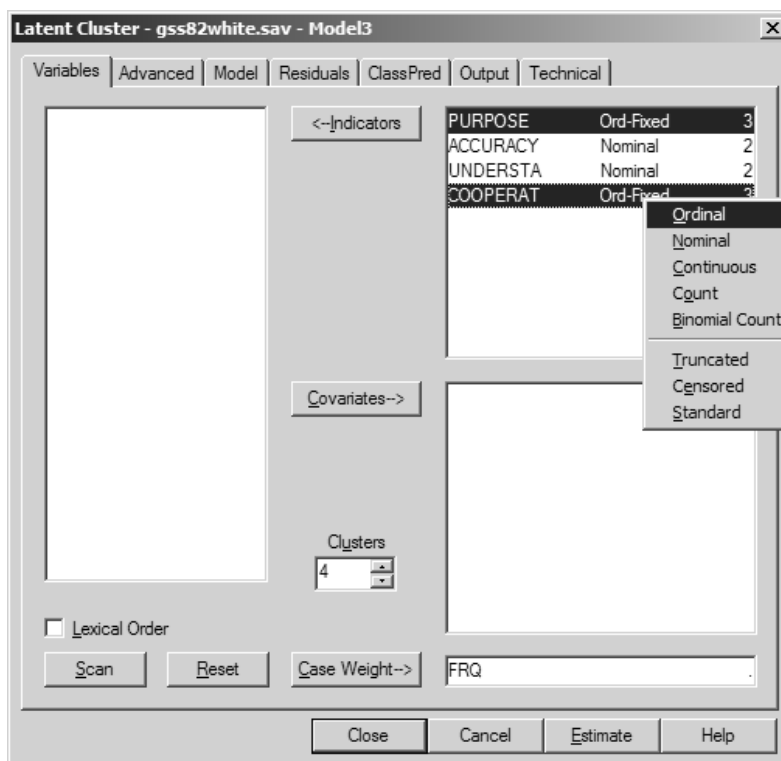 Latent Cluster - gss82white.sav - Model3
Variables Advanced Model Residuals ClassPred Output Technical
<--Indicators
PURPOSE Ord-Fixed 3
ACCURACY Nominal 2
UNDERSTA Nominal 2
COOPERAT Ord-Fixed 3
Ordinal
Nominal
Continuous
Count
Binomial Count
Truncated
Censored
Standard
Covariates-->
Clusters
4
Lexical Order
Scan Reset Case Weight--> FRQ .
Close Cancel Estimate Help